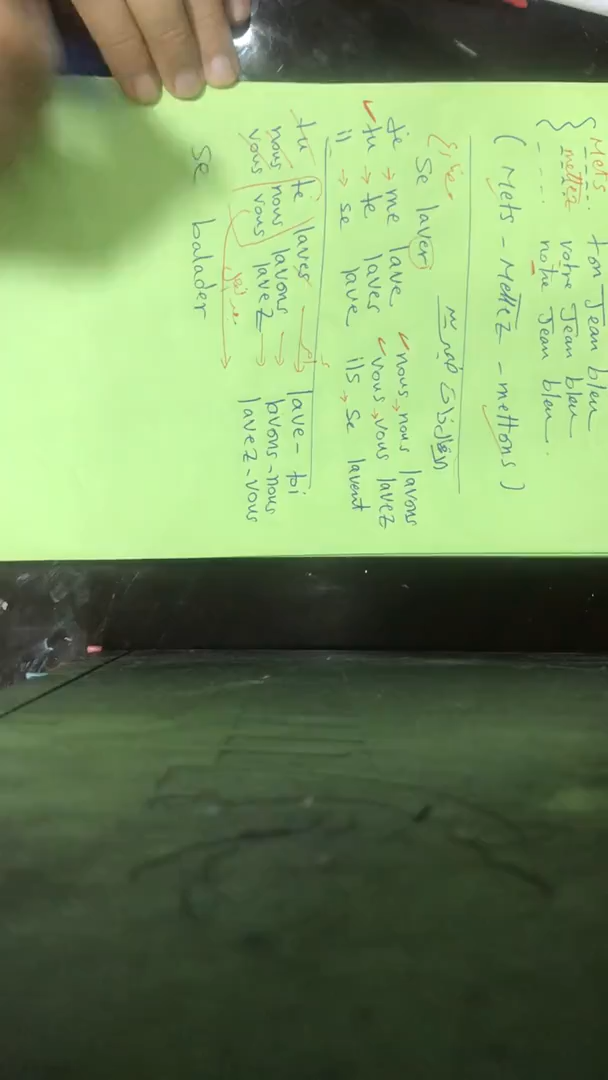 Mets ton Jean bleu
mettez votre Jean bleu
notre Jean bleu.
(Mets - Mettez - mettons)
Se laver
je → me lave nous → nous lavons
tu → te laves vous → vous lavez
il → se lave ils → se lavent
tu te laves → lave-toi
nous nous lavons → lavons-nous
vous vous lavez → lavez-vous
se balader